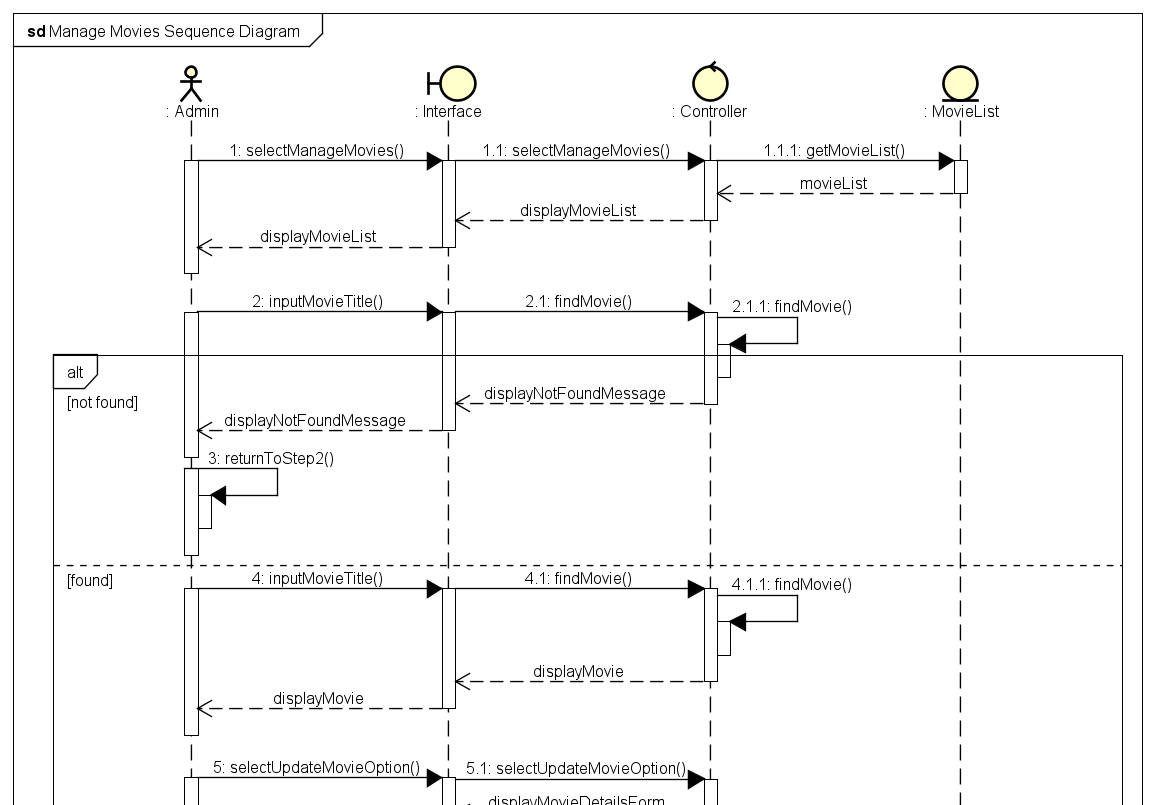 sd Manage Movies Sequence Diagram
: Admin
: Interface
: Controller
: MovieList
1: selectManageMovies()
1.1: selectManageMovies()
1.1.1: getMovieList()
movieList
displayMovieList
displayMovieList
2: inputMovieTitle()
2.1: findMovie()
2.1.1: findMovie()
alt
[not found]
displayNotFoundMessage
displayNotFoundMessage
3: returnToStep2()
[found]
4: inputMovieTitle()
4.1: findMovie()
4.1.1: findMovie()
displayMovie
displayMovie
5: selectUpdateMovieOption()
5.1: selectUpdateMovieOption()
displayMovieDetailsForm